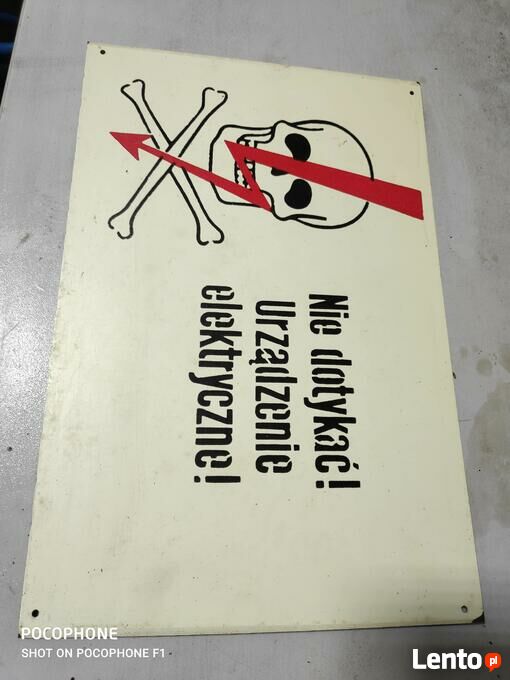 Nie dotykać!
Urządzenie
elektryczne!
POCOPHONE
SHOT ON POCOPHONE F1
Lento pl